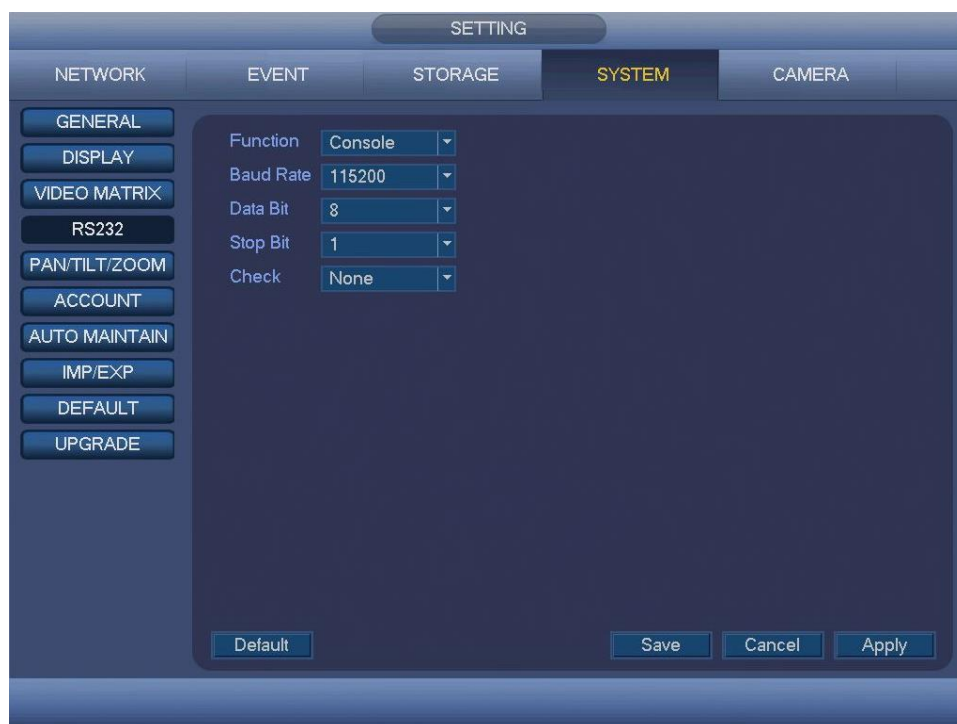 SETTING
NETWORK EVENT STORAGE SYSTEM CAMERA
GENERAL
DISPLAY
VIDEO MATRIX
RS232
PAN/TILT/ZOOM
ACCOUNT
AUTO MAINTAIN
IMP/EXP
DEFAULT
UPGRADE
Function Console
Baud Rate 115200
Data Bit 8
Stop Bit 1
Check None
Default Save Cancel Apply